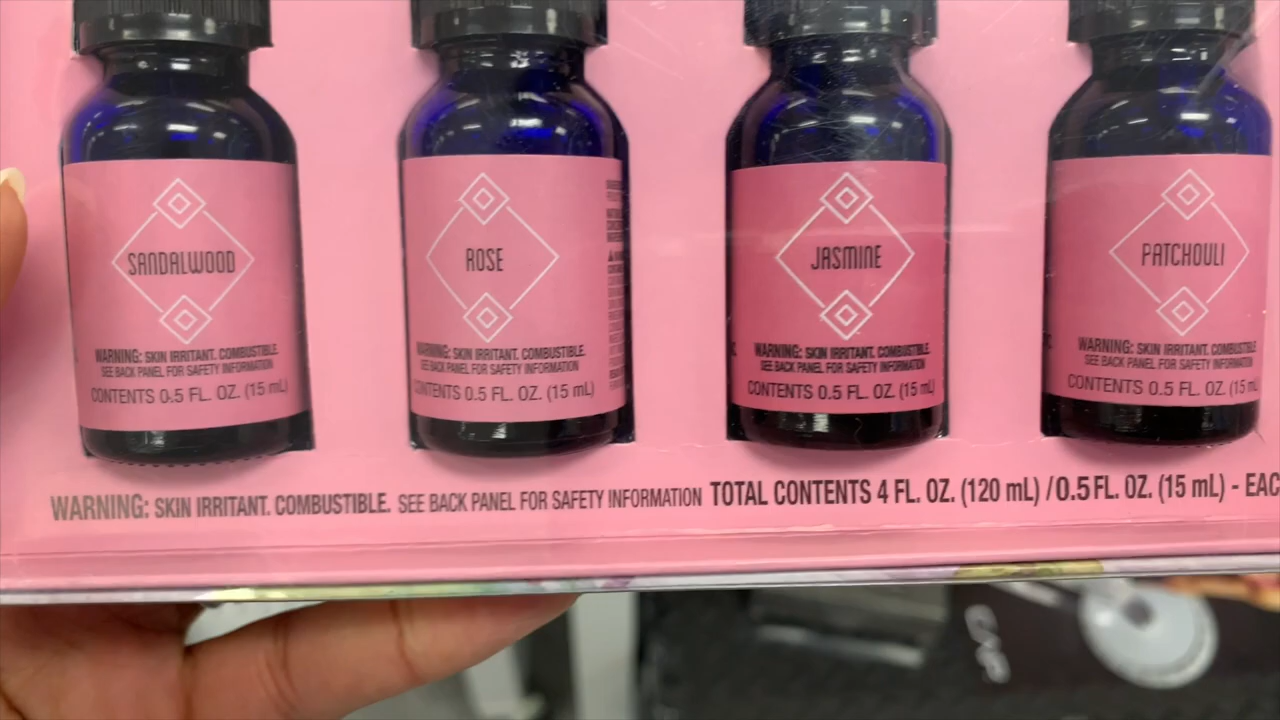 SANDALWOOD
WARNING: SKIN IRRITANT. COMBUSTIBLE.
SEE BACK PANEL FOR SAFETY INFORMATION
CONTENTS 0.5 FL. OZ. (15 mL)
ROSE
WARNING: SKIN IRRITANT. COMBUSTIBLE.
SEE BACK PANEL FOR SAFETY INFORMATION
CONTENTS 0.5 FL. OZ. (15 mL)
JASMINE
WARNING: SKIN IRRITANT. COMBUSTIBLE.
SEE BACK PANEL FOR SAFETY INFORMATION
CONTENTS 0.5 FL. OZ. (15 mL)
PATCHOULI
WARNING: SKIN IRRITANT. COMBUSTIBLE.
SEE BACK PANEL FOR SAFETY INFORMATION
CONTENTS 0.5 FL. OZ. (15 mL
WARNING: SKIN IRRITANT. COMBUSTIBLE. SEE BACK PANEL FOR SAFETY INFORMATION TOTAL CONTENTS 4 FL. OZ. (120 mL) / 0.5 FL. OZ. (15 mL) - EAC